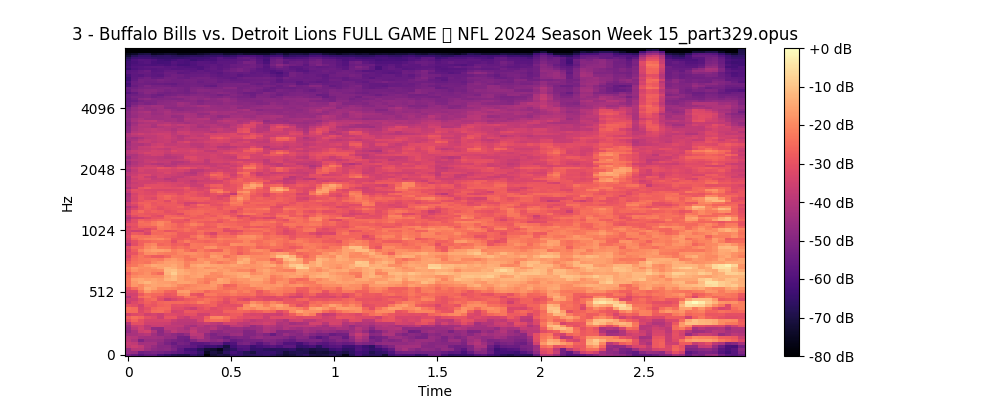 3 - Buffalo Bills vs. Detroit Lions FULL GAME ▯ NFL 2024 Season Week 15_part329.opus
+0 dB
4096
-10 dB
-20 dB
2048
-30 dB
Hz
1024
-40 dB
-50 dB
512
-60 dB
-70 dB
0
-80 dB
0 0.5 1 1.5 2 2.5
Time